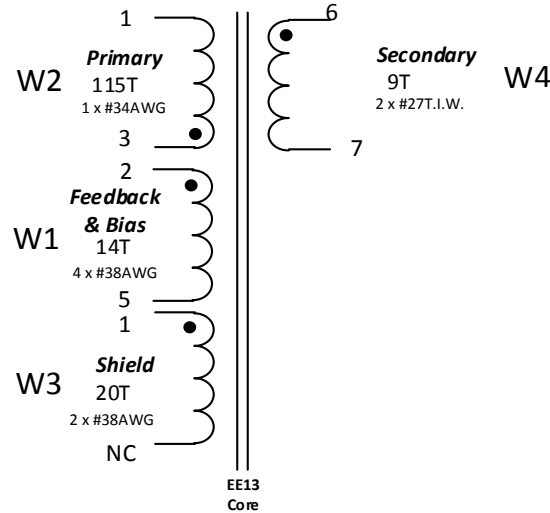 1
Primary
W2
115T
1 x #34AWG
3
6
Secondary
9T
2 x #27T.I.W.
W4
7
2
Feedback
& Bias
W1
14T
4 x #38AWG
5
1
Shield
W3
20T
2 x #38AWG
NC
EE13
Core